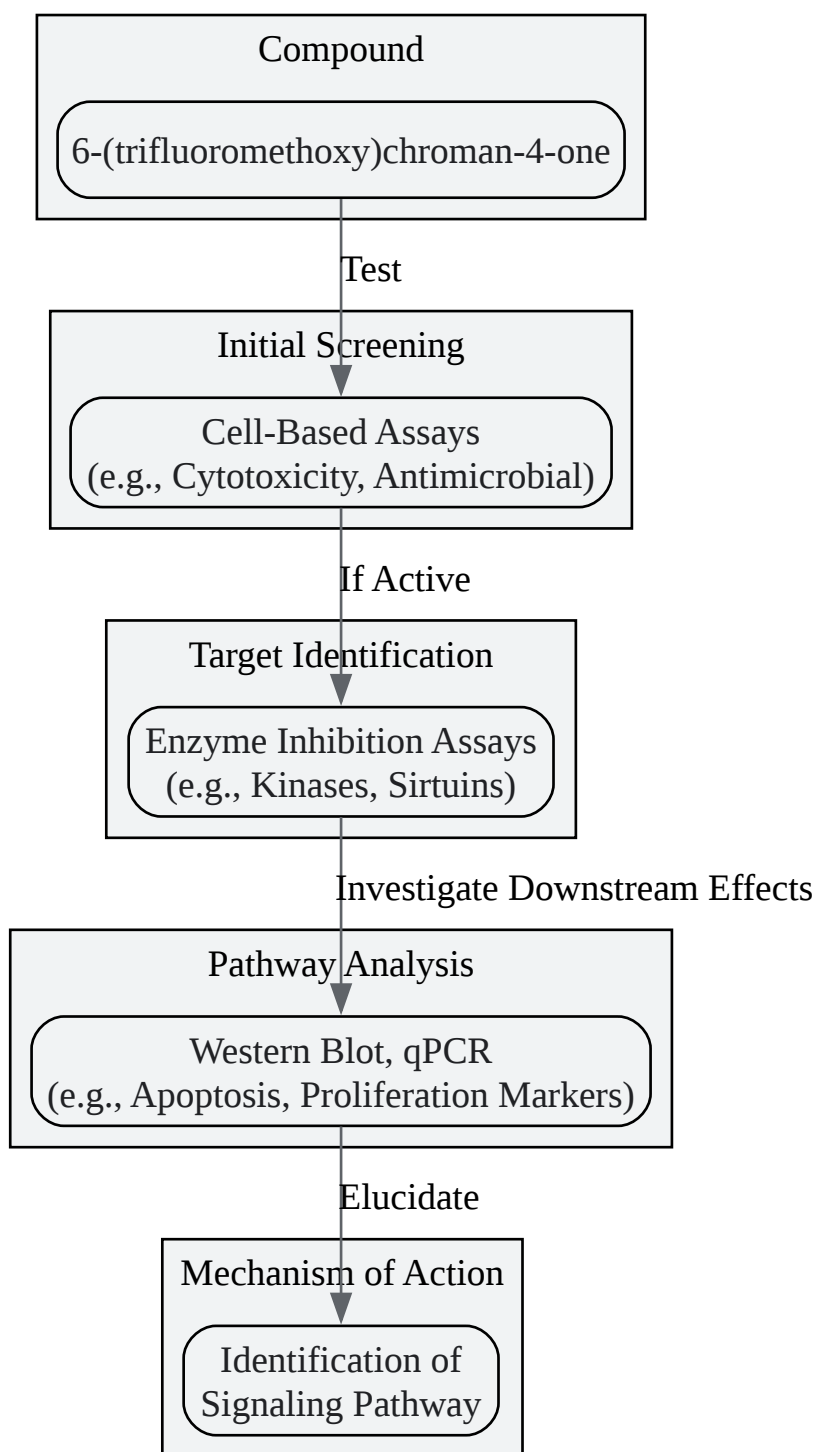 Compound
6-(trifluoromethoxy)chroman-4-one
Test
Initial Screening
Cell-Based Assays
(e.g., Cytotoxicity, Antimicrobial)
If Active
Target Identification
Enzyme Inhibition Assays
(e.g., Kinases, Sirtuins)
Investigate Downstream Effects
Pathway Analysis
Western Blot, qPCR
(e.g., Apoptosis, Proliferation Markers)
Elucidate
Mechanism of Action
Identification of
Signaling Pathway